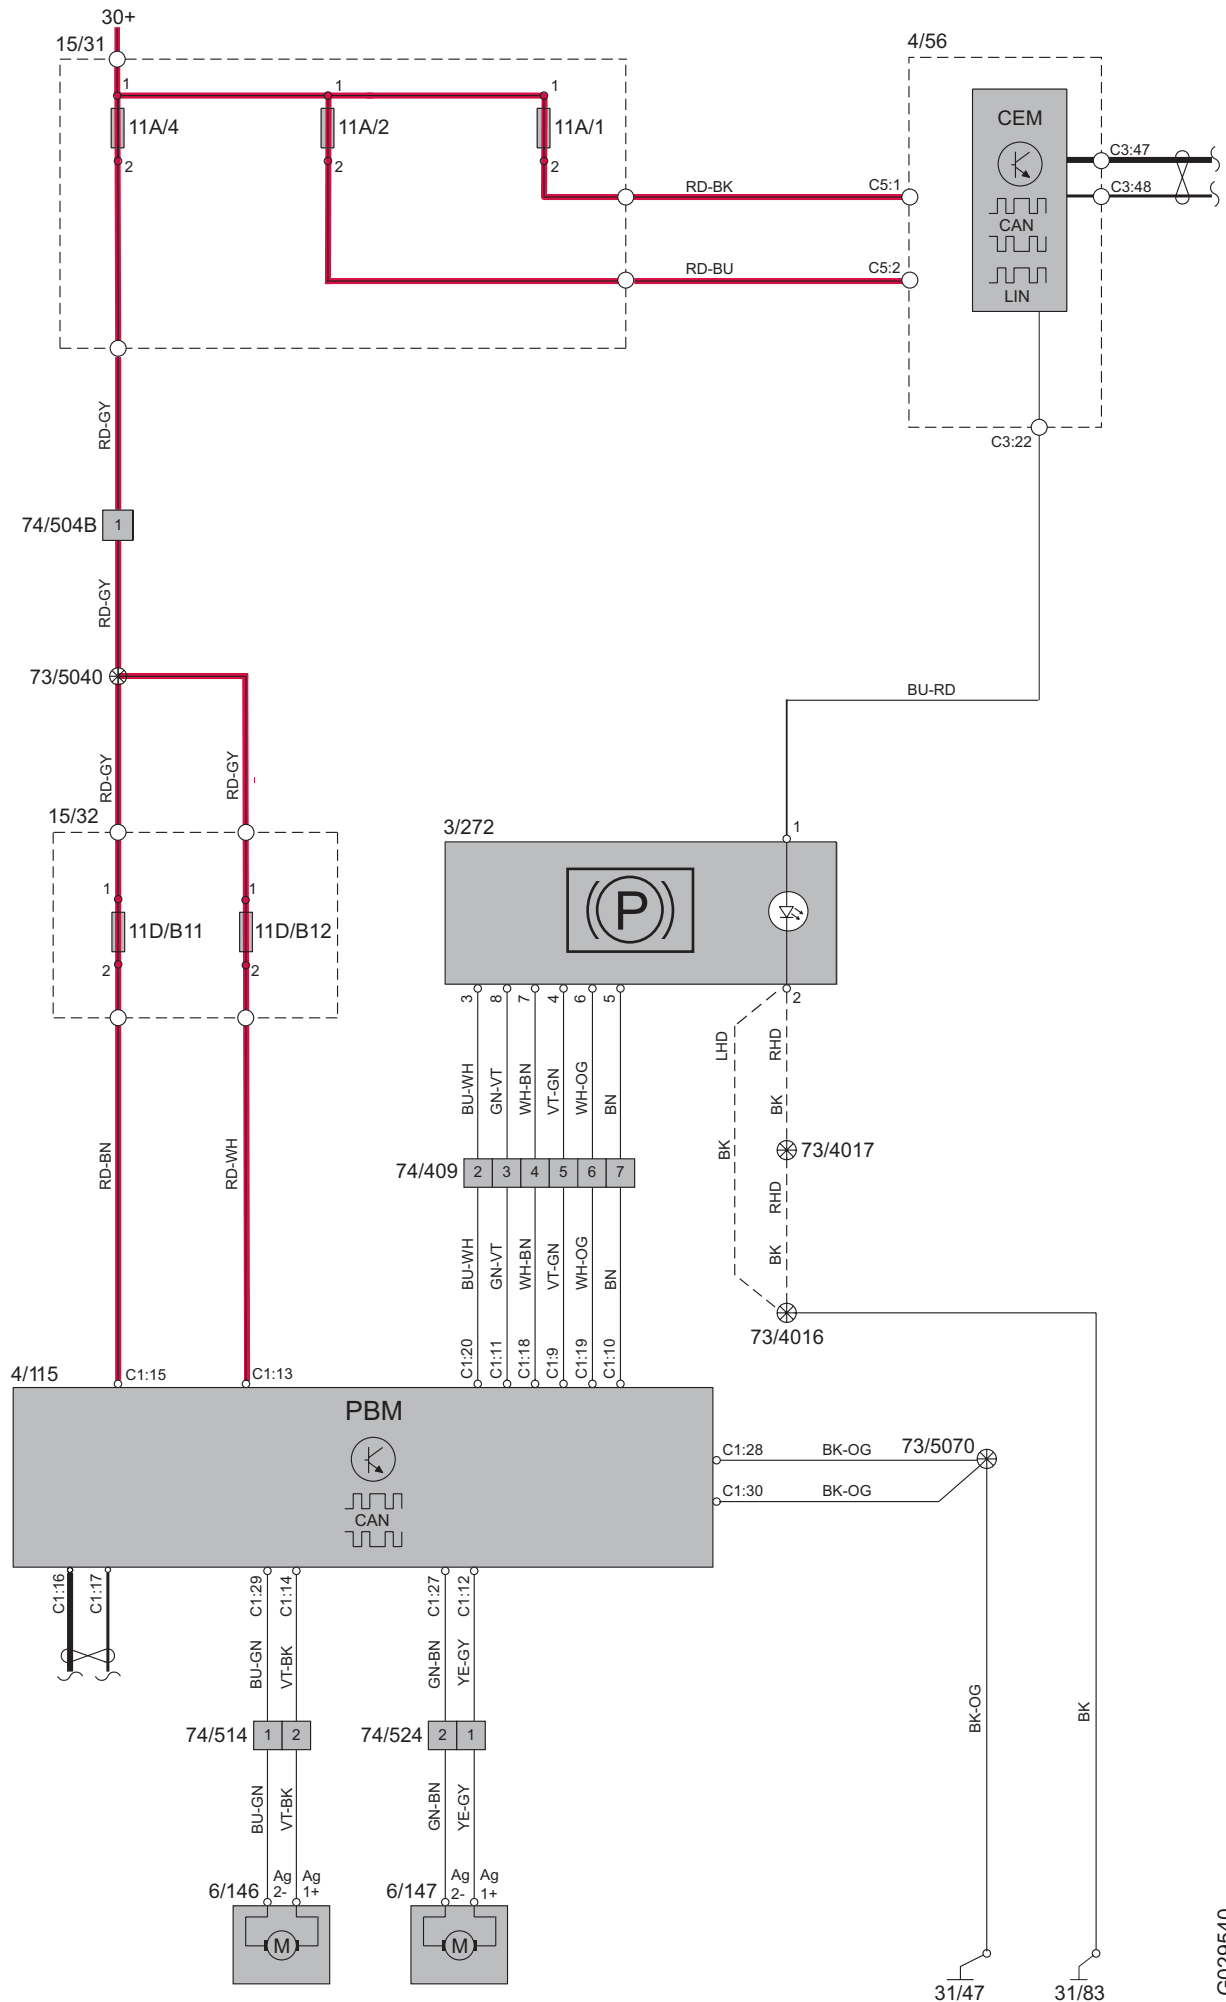 30+
15/31
4/56
1 1 1
11A/4 11A/2 11A/1
2 2 2
CEM
C3:47
C3:48
CAN
LIN
RD-BK C5:1
RD-BU C5:2
C3:22
RD-GY
74/504B 1
RD-GY
73/5040
BU-RD
RD-GY RD-GY
15/32
1 1
11D/B11 11D/B12
2 2
3/272
1
P
3 8 7 4 6 5 2
LHD RHD
BU-WH GN-VT WH-BN VT-GN WH-OG BN
BK BK
73/4017
74/409 2 3 4 5 6 7
RHD
RD-BN RD-WH
BU-WH GN-VT WH-BN VT-GN WH-OG BN
BK
73/4016
C1:20 C1:11 C1:18 C1:9 C1:19 C1:10
4/115 C1:15 C1:13
PBM
CAN
C1:28 BK-OG 73/5070
C1:30 BK-OG
C1:16 C1:17 C1:29 C1:14 C1:27 C1:12
BU-GN VT-BK GN-BN YE-GY
BK-OG BK
74/514 1 2 74/524 2 1
BU-GN VT-BK GN-BN YE-GY
6/146 Ag 2- Ag 1+ 6/147 Ag 2- Ag 1+
M M
31/47 31/83
G029540